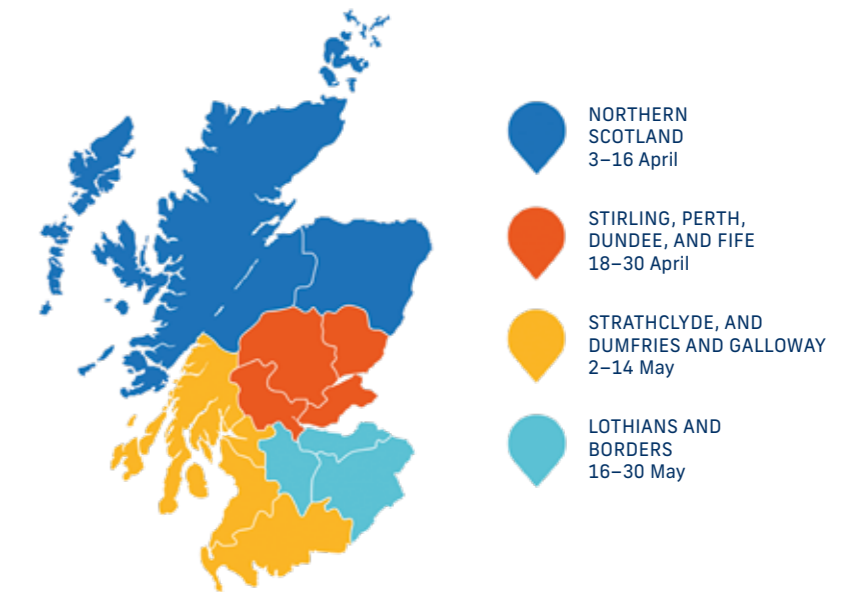 NORTHERN
SCOTLAND
3–16 April
STIRLING, PERTH,
DUNDEE, AND FIFE
18–30 April
STRATHCLYDE, AND
DUMFRIES AND GALLOWAY
2–14 May
LOTHIANS AND
BORDERS
16–30 May